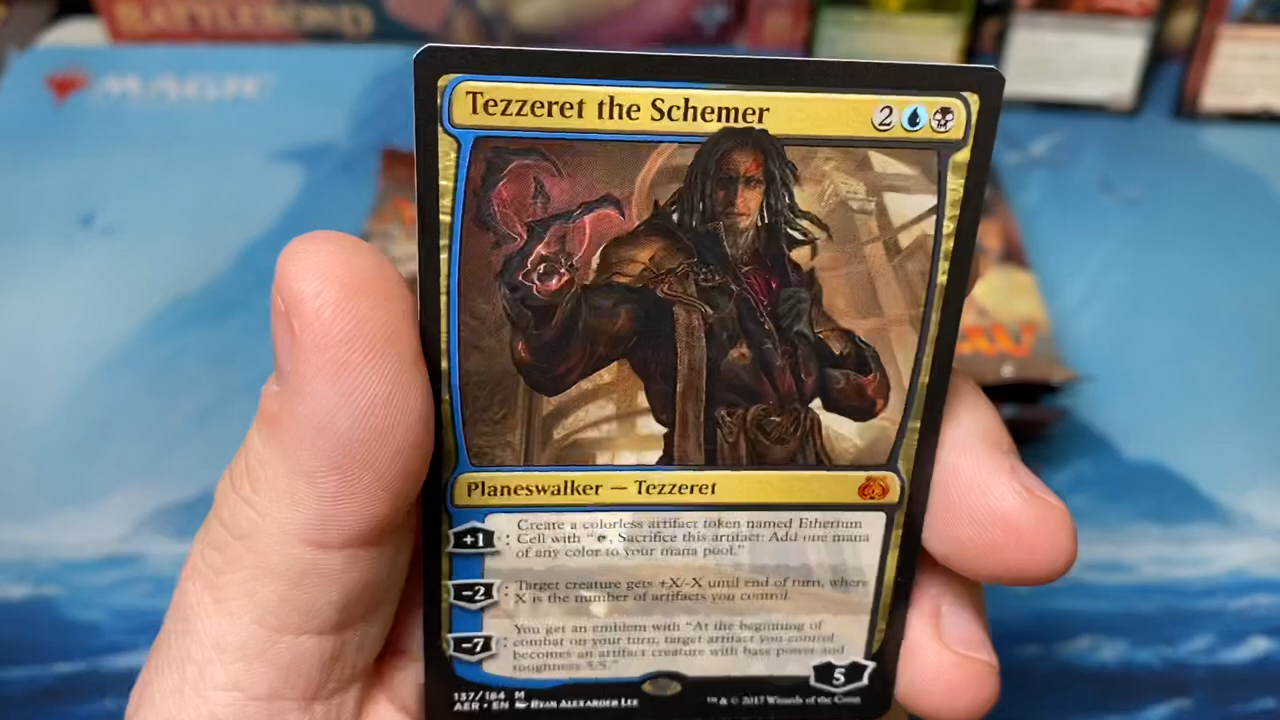 BATTLEBOND
MAGIC
Tezzeret the Schemer
2
Planeswalker — Tezzeret
+1 : Create a colorless artifact token named Etherium
Cell with “, Sacrifice this artifact: Add one mana
of any color to your mana pool.”
-2 : Target creature gets +X/-X until end of turn, where
X is the number of artifacts you control.
-7 : You get an emblem with “At the beginning of
combat on your turn, target artifact you control
becomes an artifact creature with base power and
toughness 5/5.”
5
137/184 M
AER • EN Ryan Alexander Lee
™ & © 2017 Wizards of the Coast